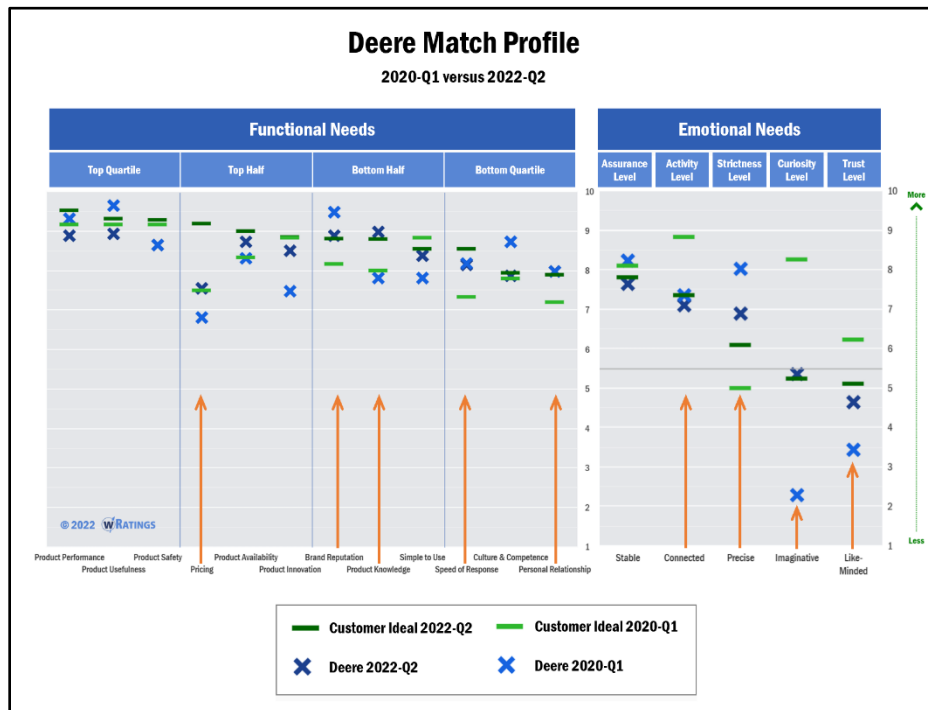 Deere Match Profile
2020-Q1 versus 2022-Q2
Functional Needs
Emotional Needs
Top Quartile
Top Half
Bottom Half
Bottom Quartile
Assurance Level
Activity Level
Strictness Level
Curiosity Level
Trust Level
10
9
8
7
6
5
4
3
2
1
10
9
8
7
6
5
4
3
2
1
More
Less
© 2022 wRatings
Product Performance
Product Usefulness
Product Safety
Pricing
Product Availability
Product Innovation
Brand Reputation
Product Knowledge
Simple to Use
Speed of Response
Culture & Competence
Personal Relationship
Stable
Connected
Precise
Imaginative
Like-
Minded
Customer Ideal 2022-Q2
Customer Ideal 2020-Q1
Deere 2022-Q2
Deere 2020-Q1